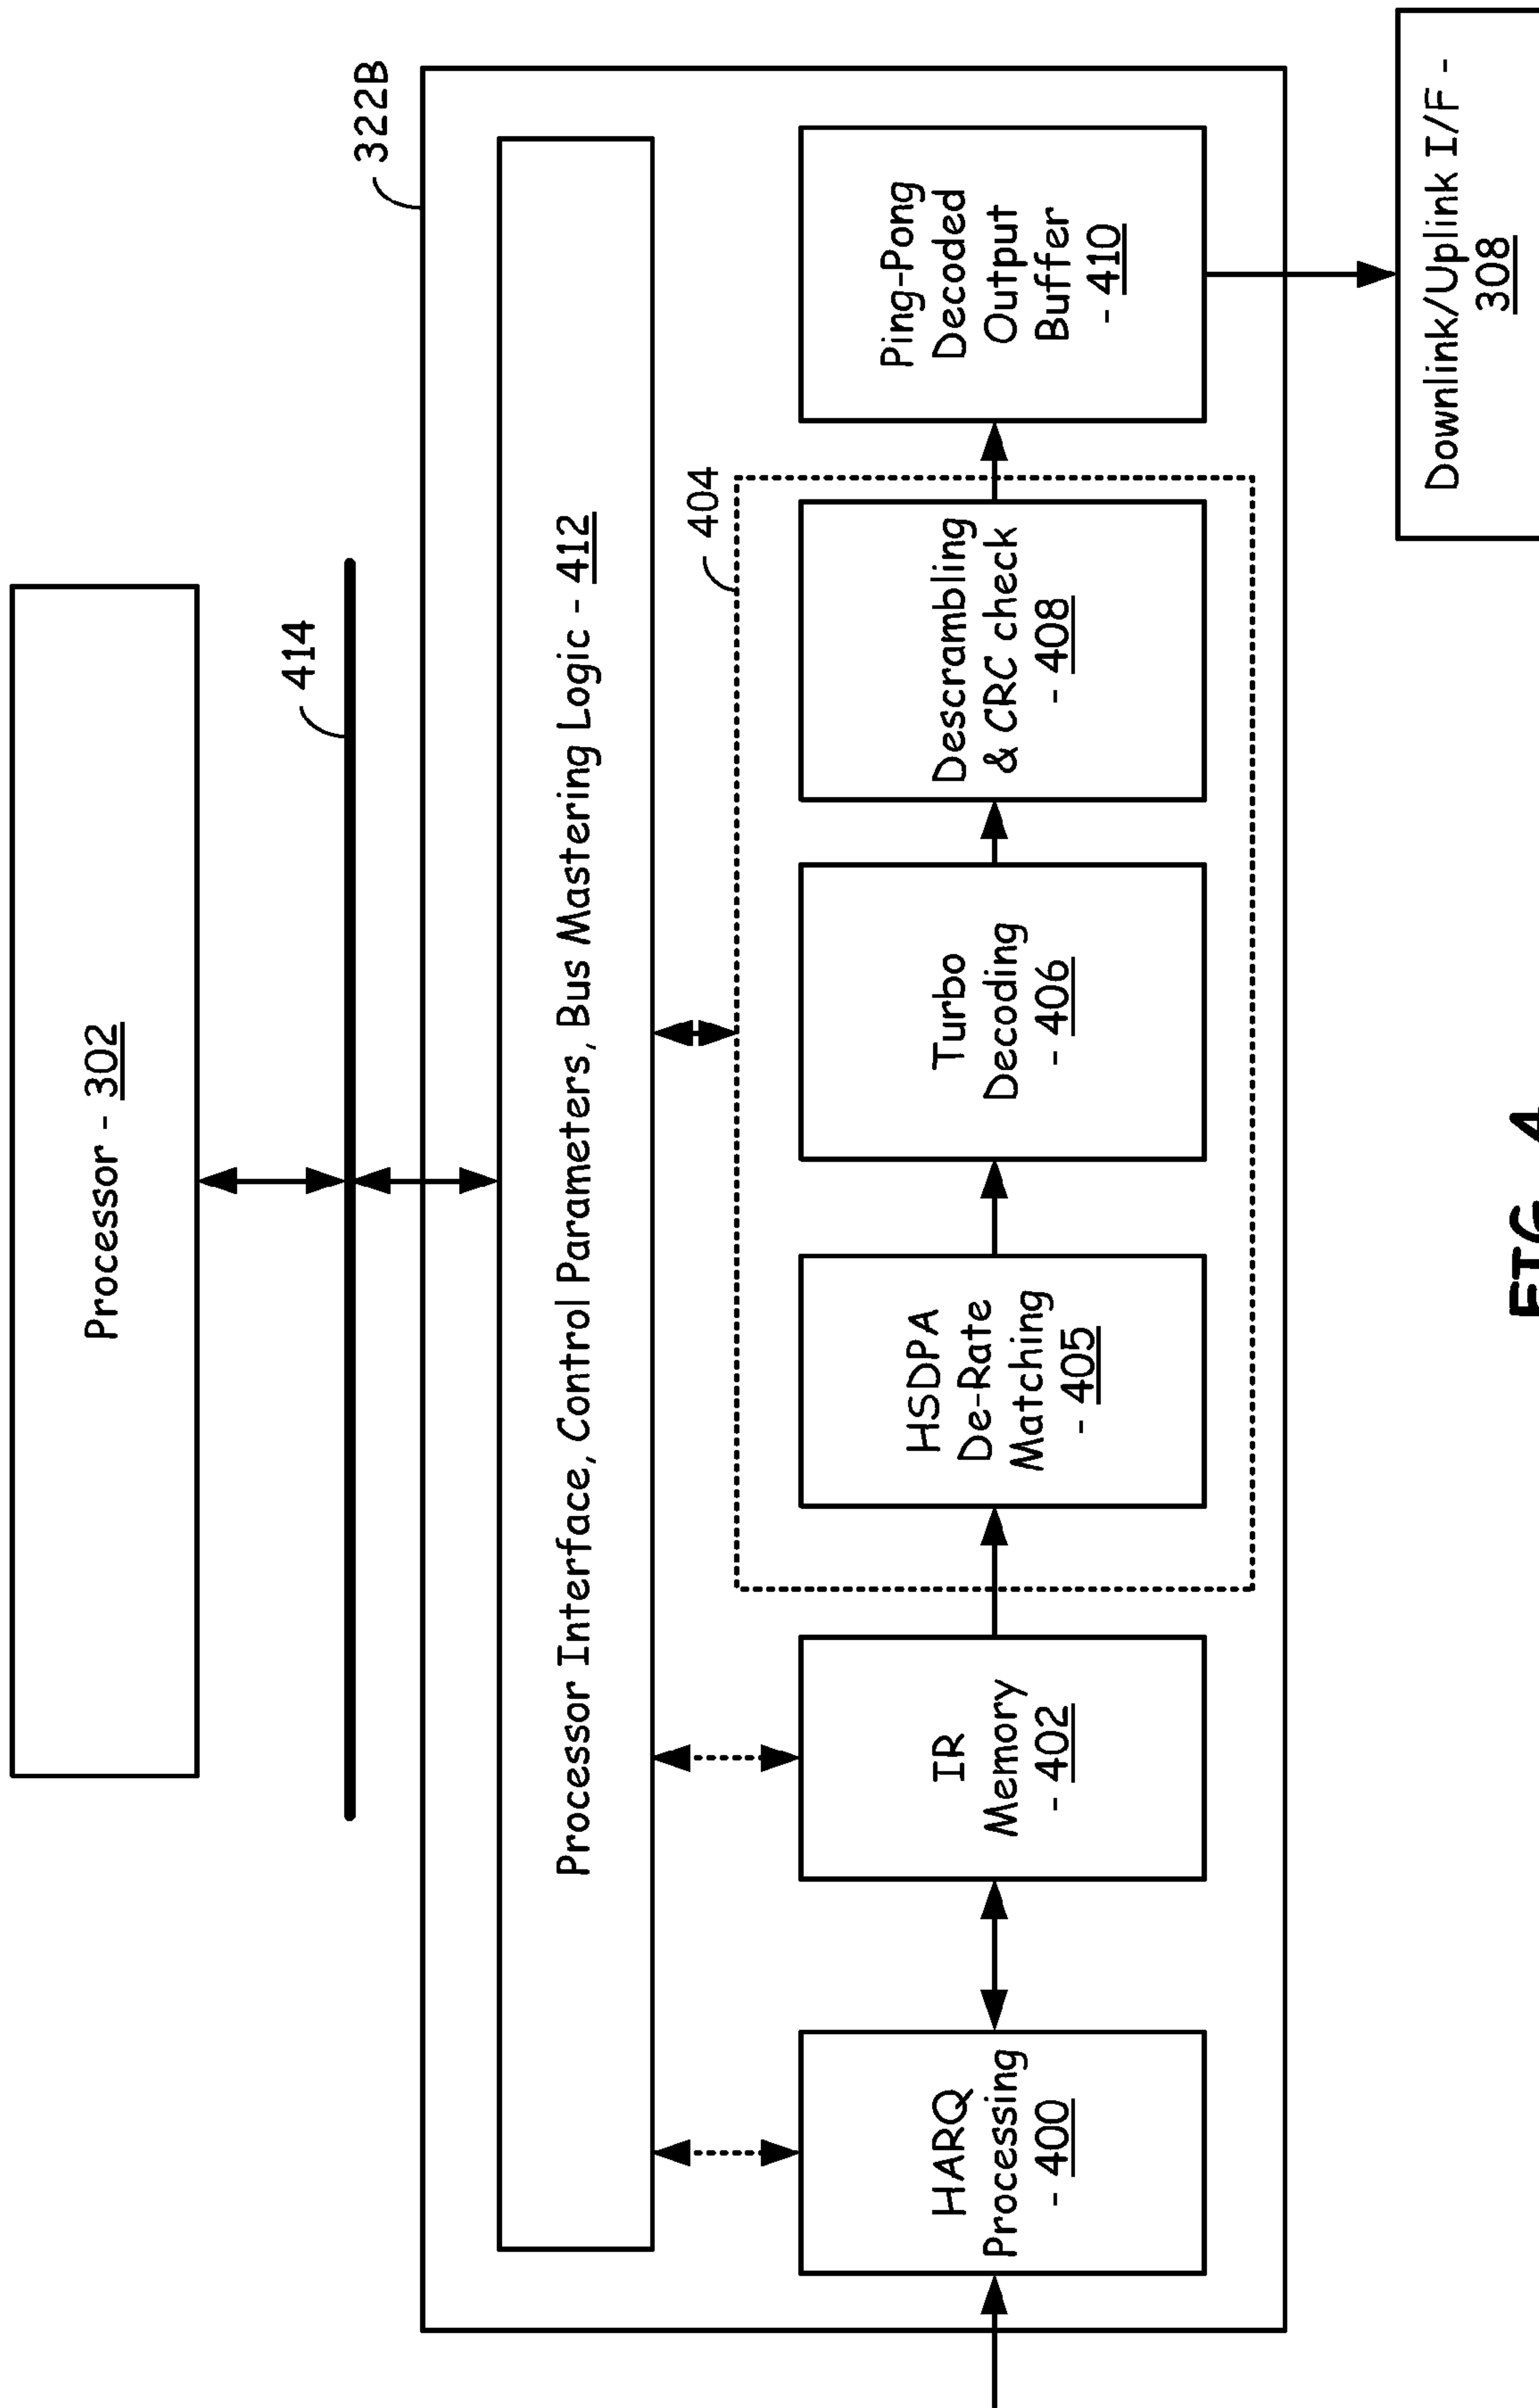 Processor - 302
414
322B
Processor Interface, Control Parameters, Bus Mastering Logic - 412
404
HARQ
Processing
- 400
IR
Memory
- 402
HSDPA
De-Rate
Matching
- 405
Turbo
Decoding
- 406
Descrambling
& CRC check
- 408
Ping-Pong
Decoded
Output
Buffer
- 410
Downlink/Uplink I/F -
308
FIG. 4